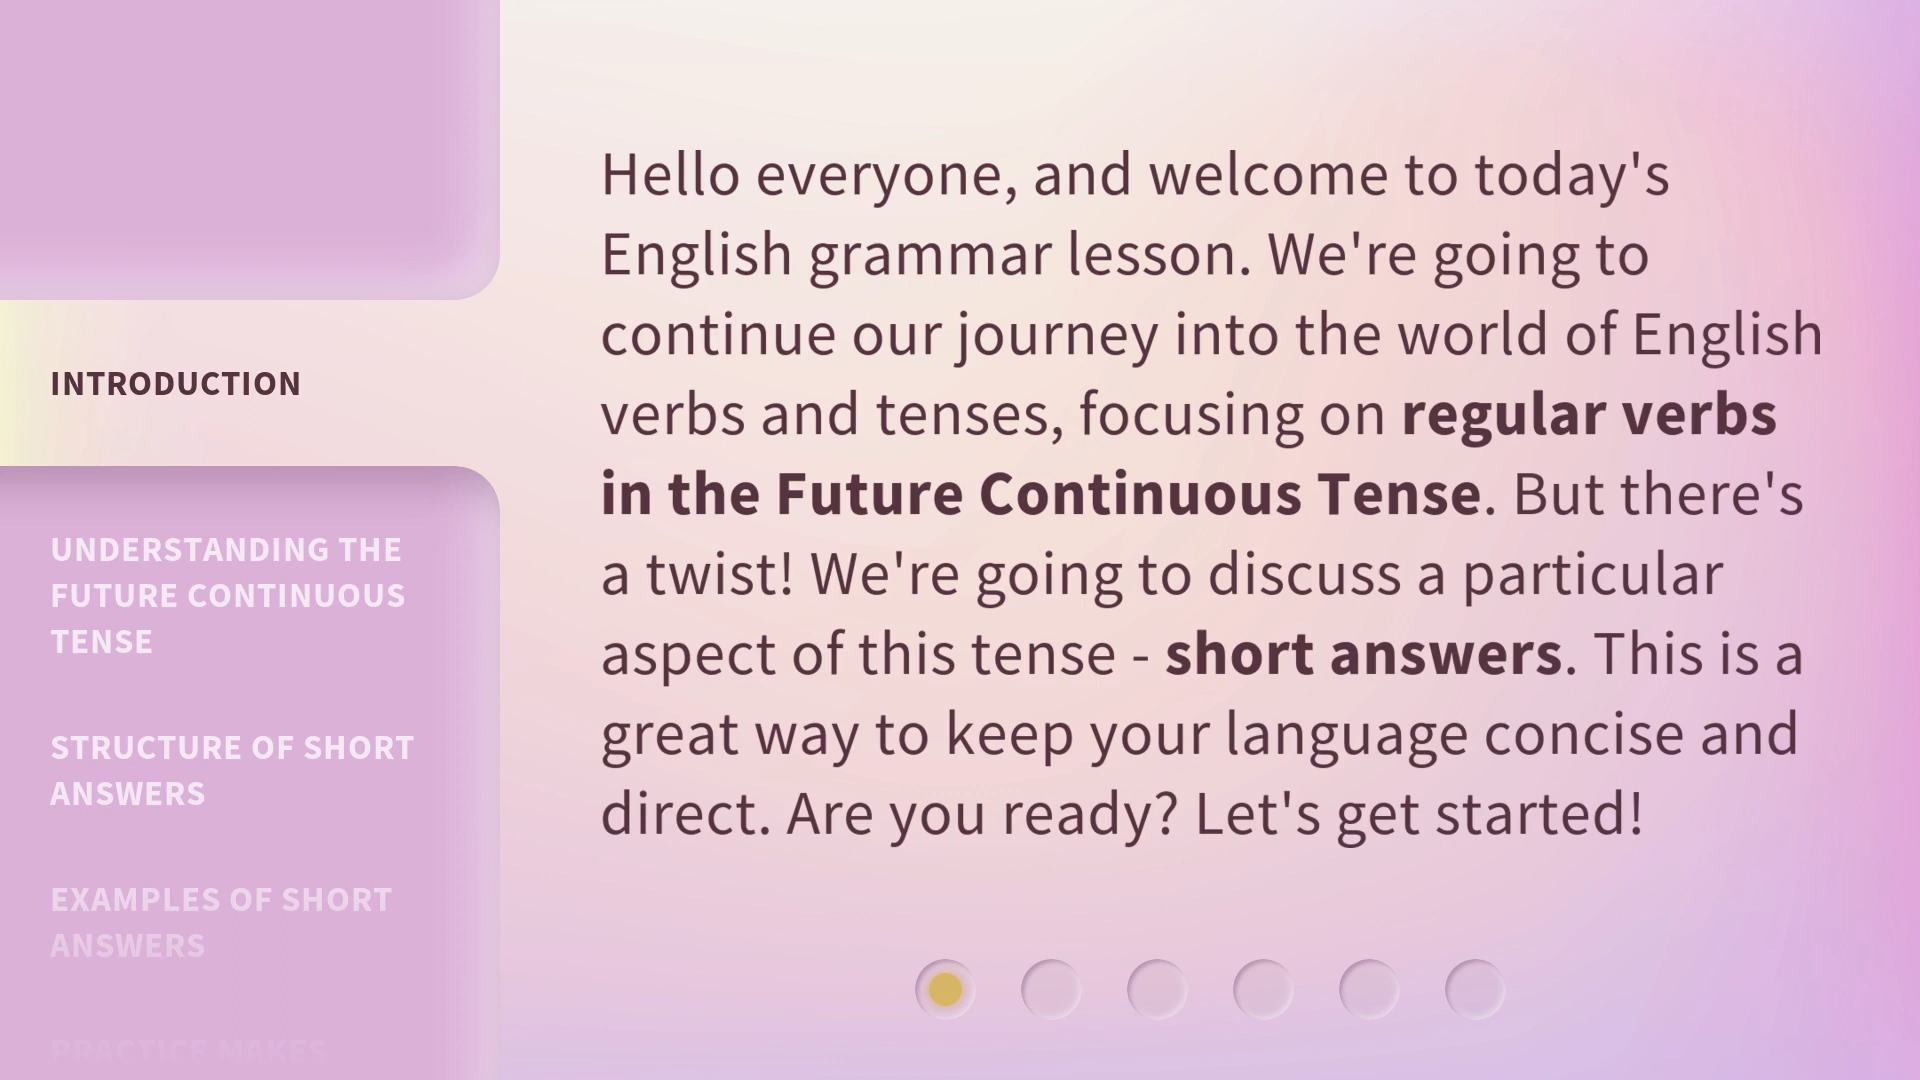 INTRODUCTION
UNDERSTANDING THE
FUTURE CONTINUOUS
TENSE
STRUCTURE OF SHORT
ANSWERS
EXAMPLES OF SHORT
ANSWERS
PRACTICE MAKES
Hello everyone, and welcome to today's
English grammar lesson. We're going to
continue our journey into the world of English
verbs and tenses, focusing on regular verbs
in the Future Continuous Tense. But there's
a twist! We're going to discuss a particular
aspect of this tense - short answers. This is a
great way to keep your language concise and
direct. Are you ready? Let's get started!